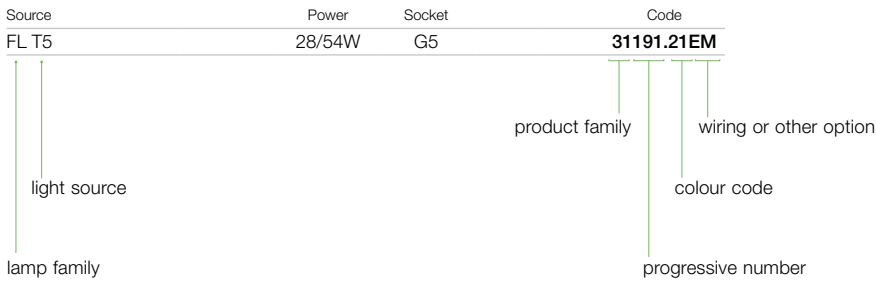 Source Power Socket Code
FL T5 28/54W G5 31191.21EM
product family wiring or other option
light source colour code
lamp family progressive number